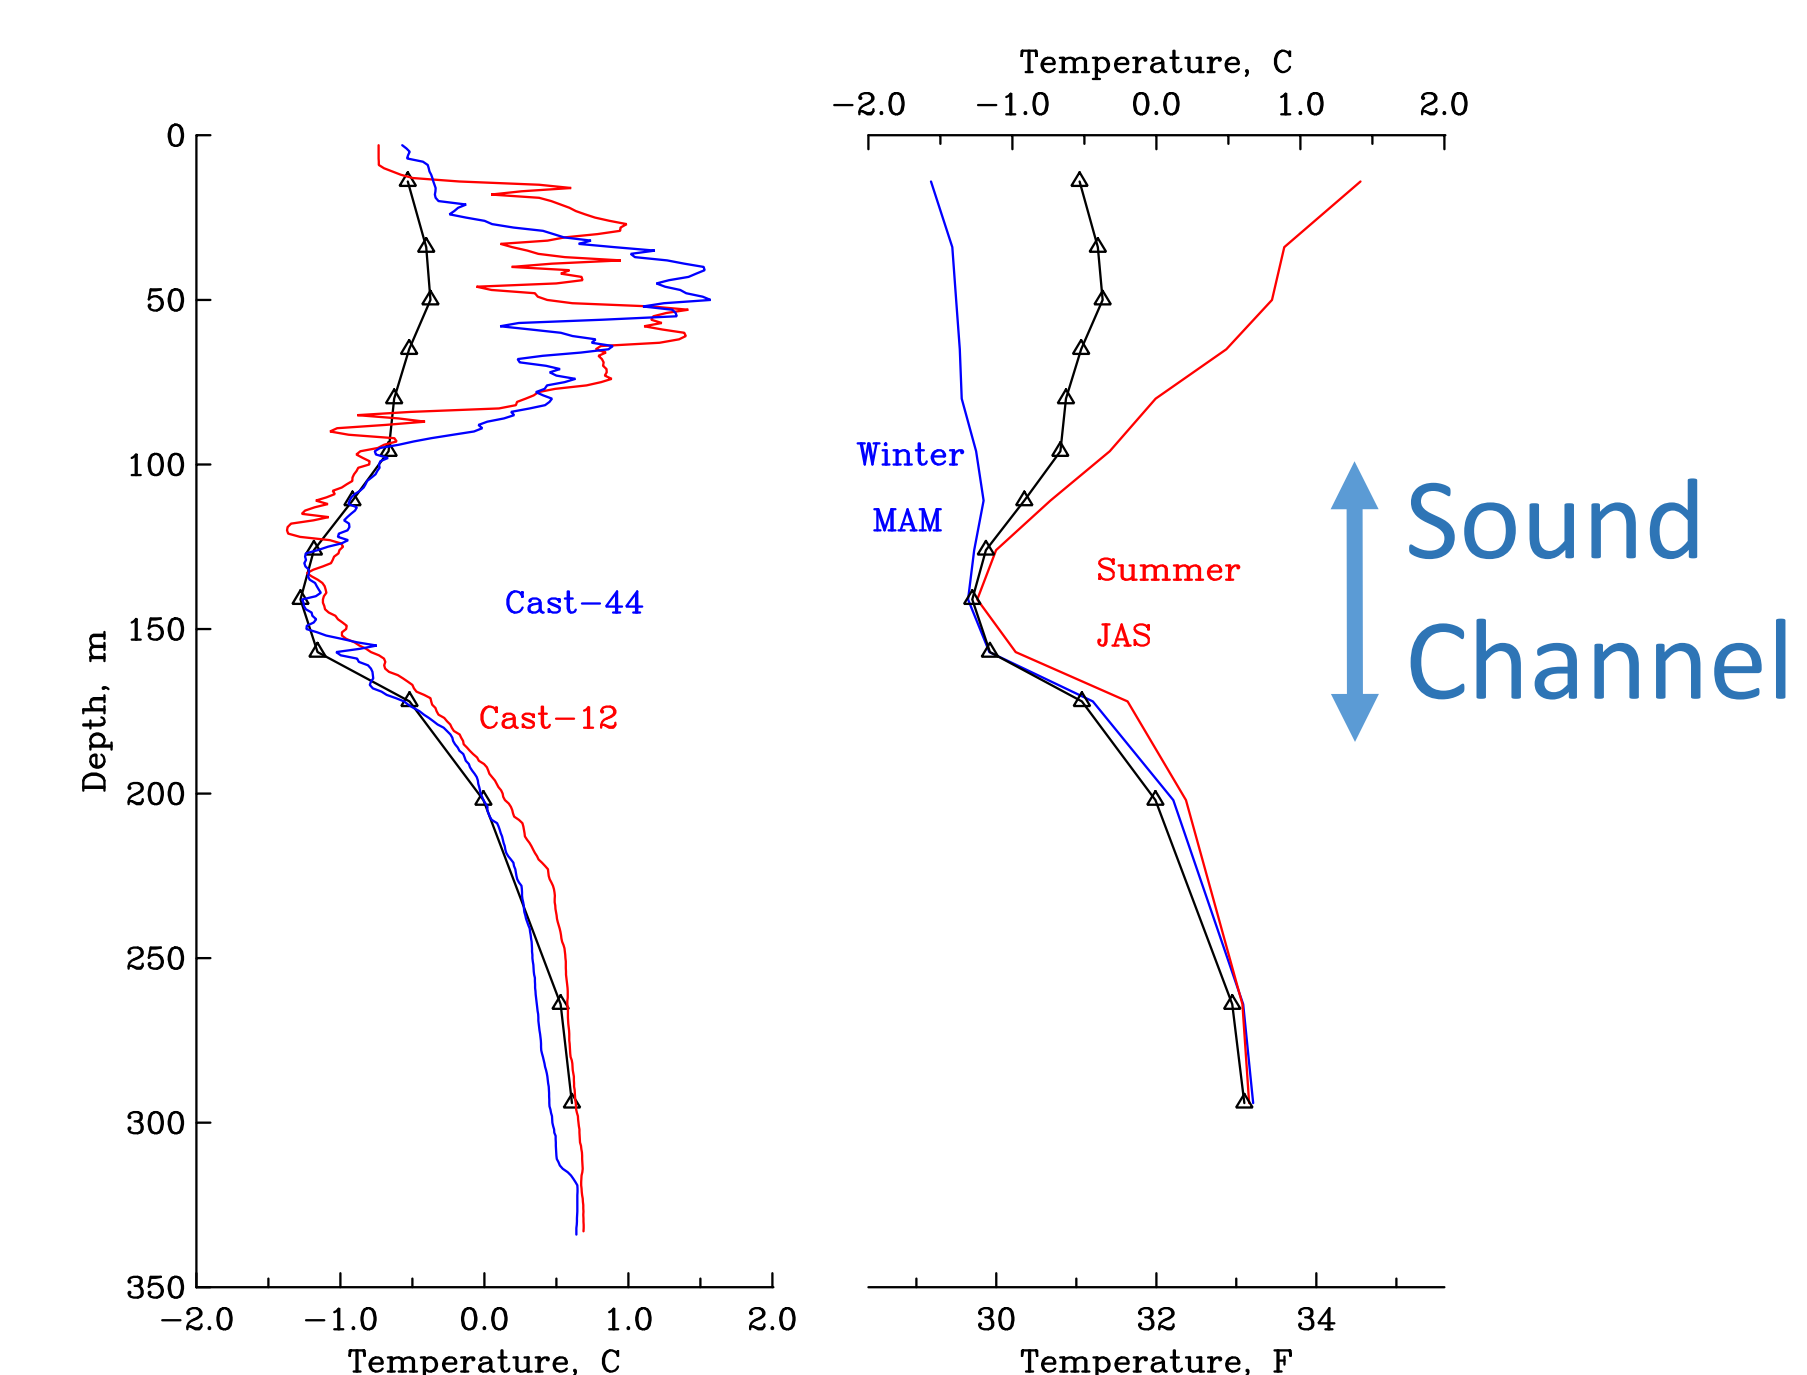 Temperature, C
-2.0 -1.0 0.0 1.0 2.0
0
50
100
150
200
250
300
350
Depth, m
Cast-44
Cast-12
-2.0 -1.0 0.0 1.0 2.0
Temperature, C
Winter
MAM
Summer
JAS
30 32 34
Temperature, F
Sound
Channel